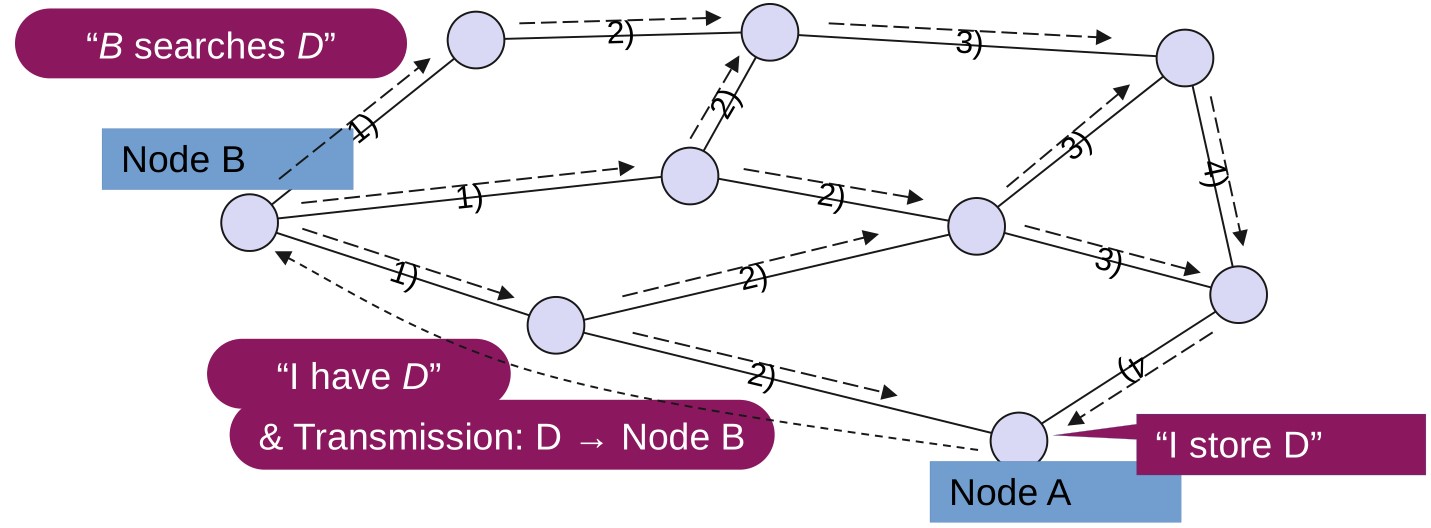 “B searches D”
2)
3)
1)
2)
3)
Node B
4)
1)
2)
1)
2)
3)
“I have D”
2)
4)
& Transmission: D → Node B
“I store D”
Node A